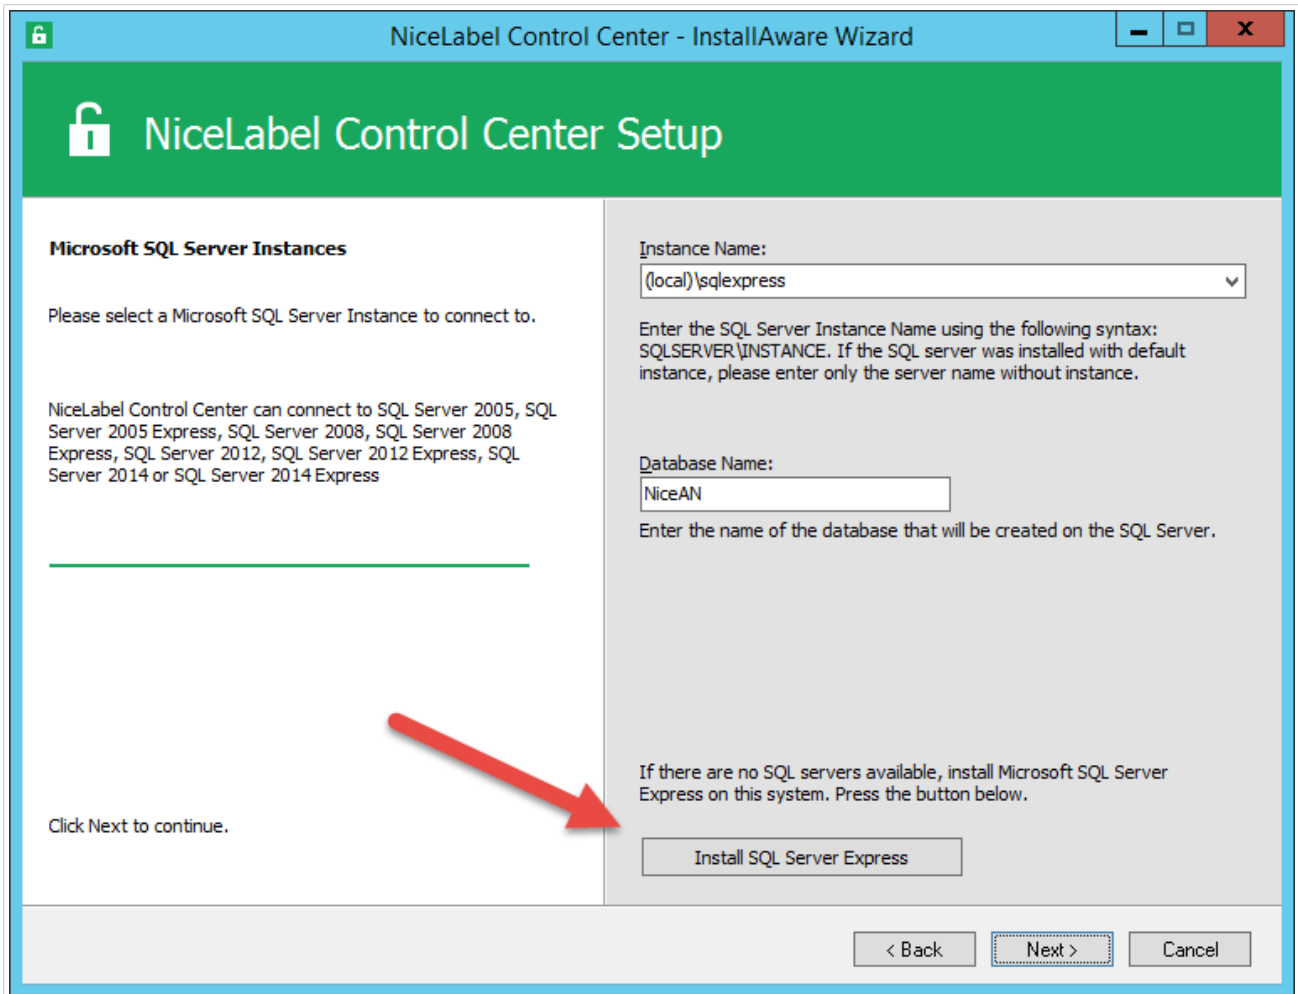 NiceLabel Control Center - InstallAware Wizard
NiceLabel Control Center Setup
Microsoft SQL Server Instances
Please select a Microsoft SQL Server Instance to connect to.
NiceLabel Control Center can connect to SQL Server 2005, SQL
Server 2005 Express, SQL Server 2008, SQL Server 2008
Express, SQL Server 2012, SQL Server 2012 Express, SQL
Server 2014 or SQL Server 2014 Express
Click Next to continue.
Instance Name:
(local)\sqlexpress
Enter the SQL Server Instance Name using the following syntax:
SQLSERVER\INSTANCE. If the SQL server was installed with default
instance, please enter only the server name without instance.
Database Name:
NiceAN
Enter the name of the database that will be created on the SQL Server.
If there are no SQL servers available, install Microsoft SQL Server
Express on this system. Press the button below.
Install SQL Server Express
< Back
Next >
Cancel